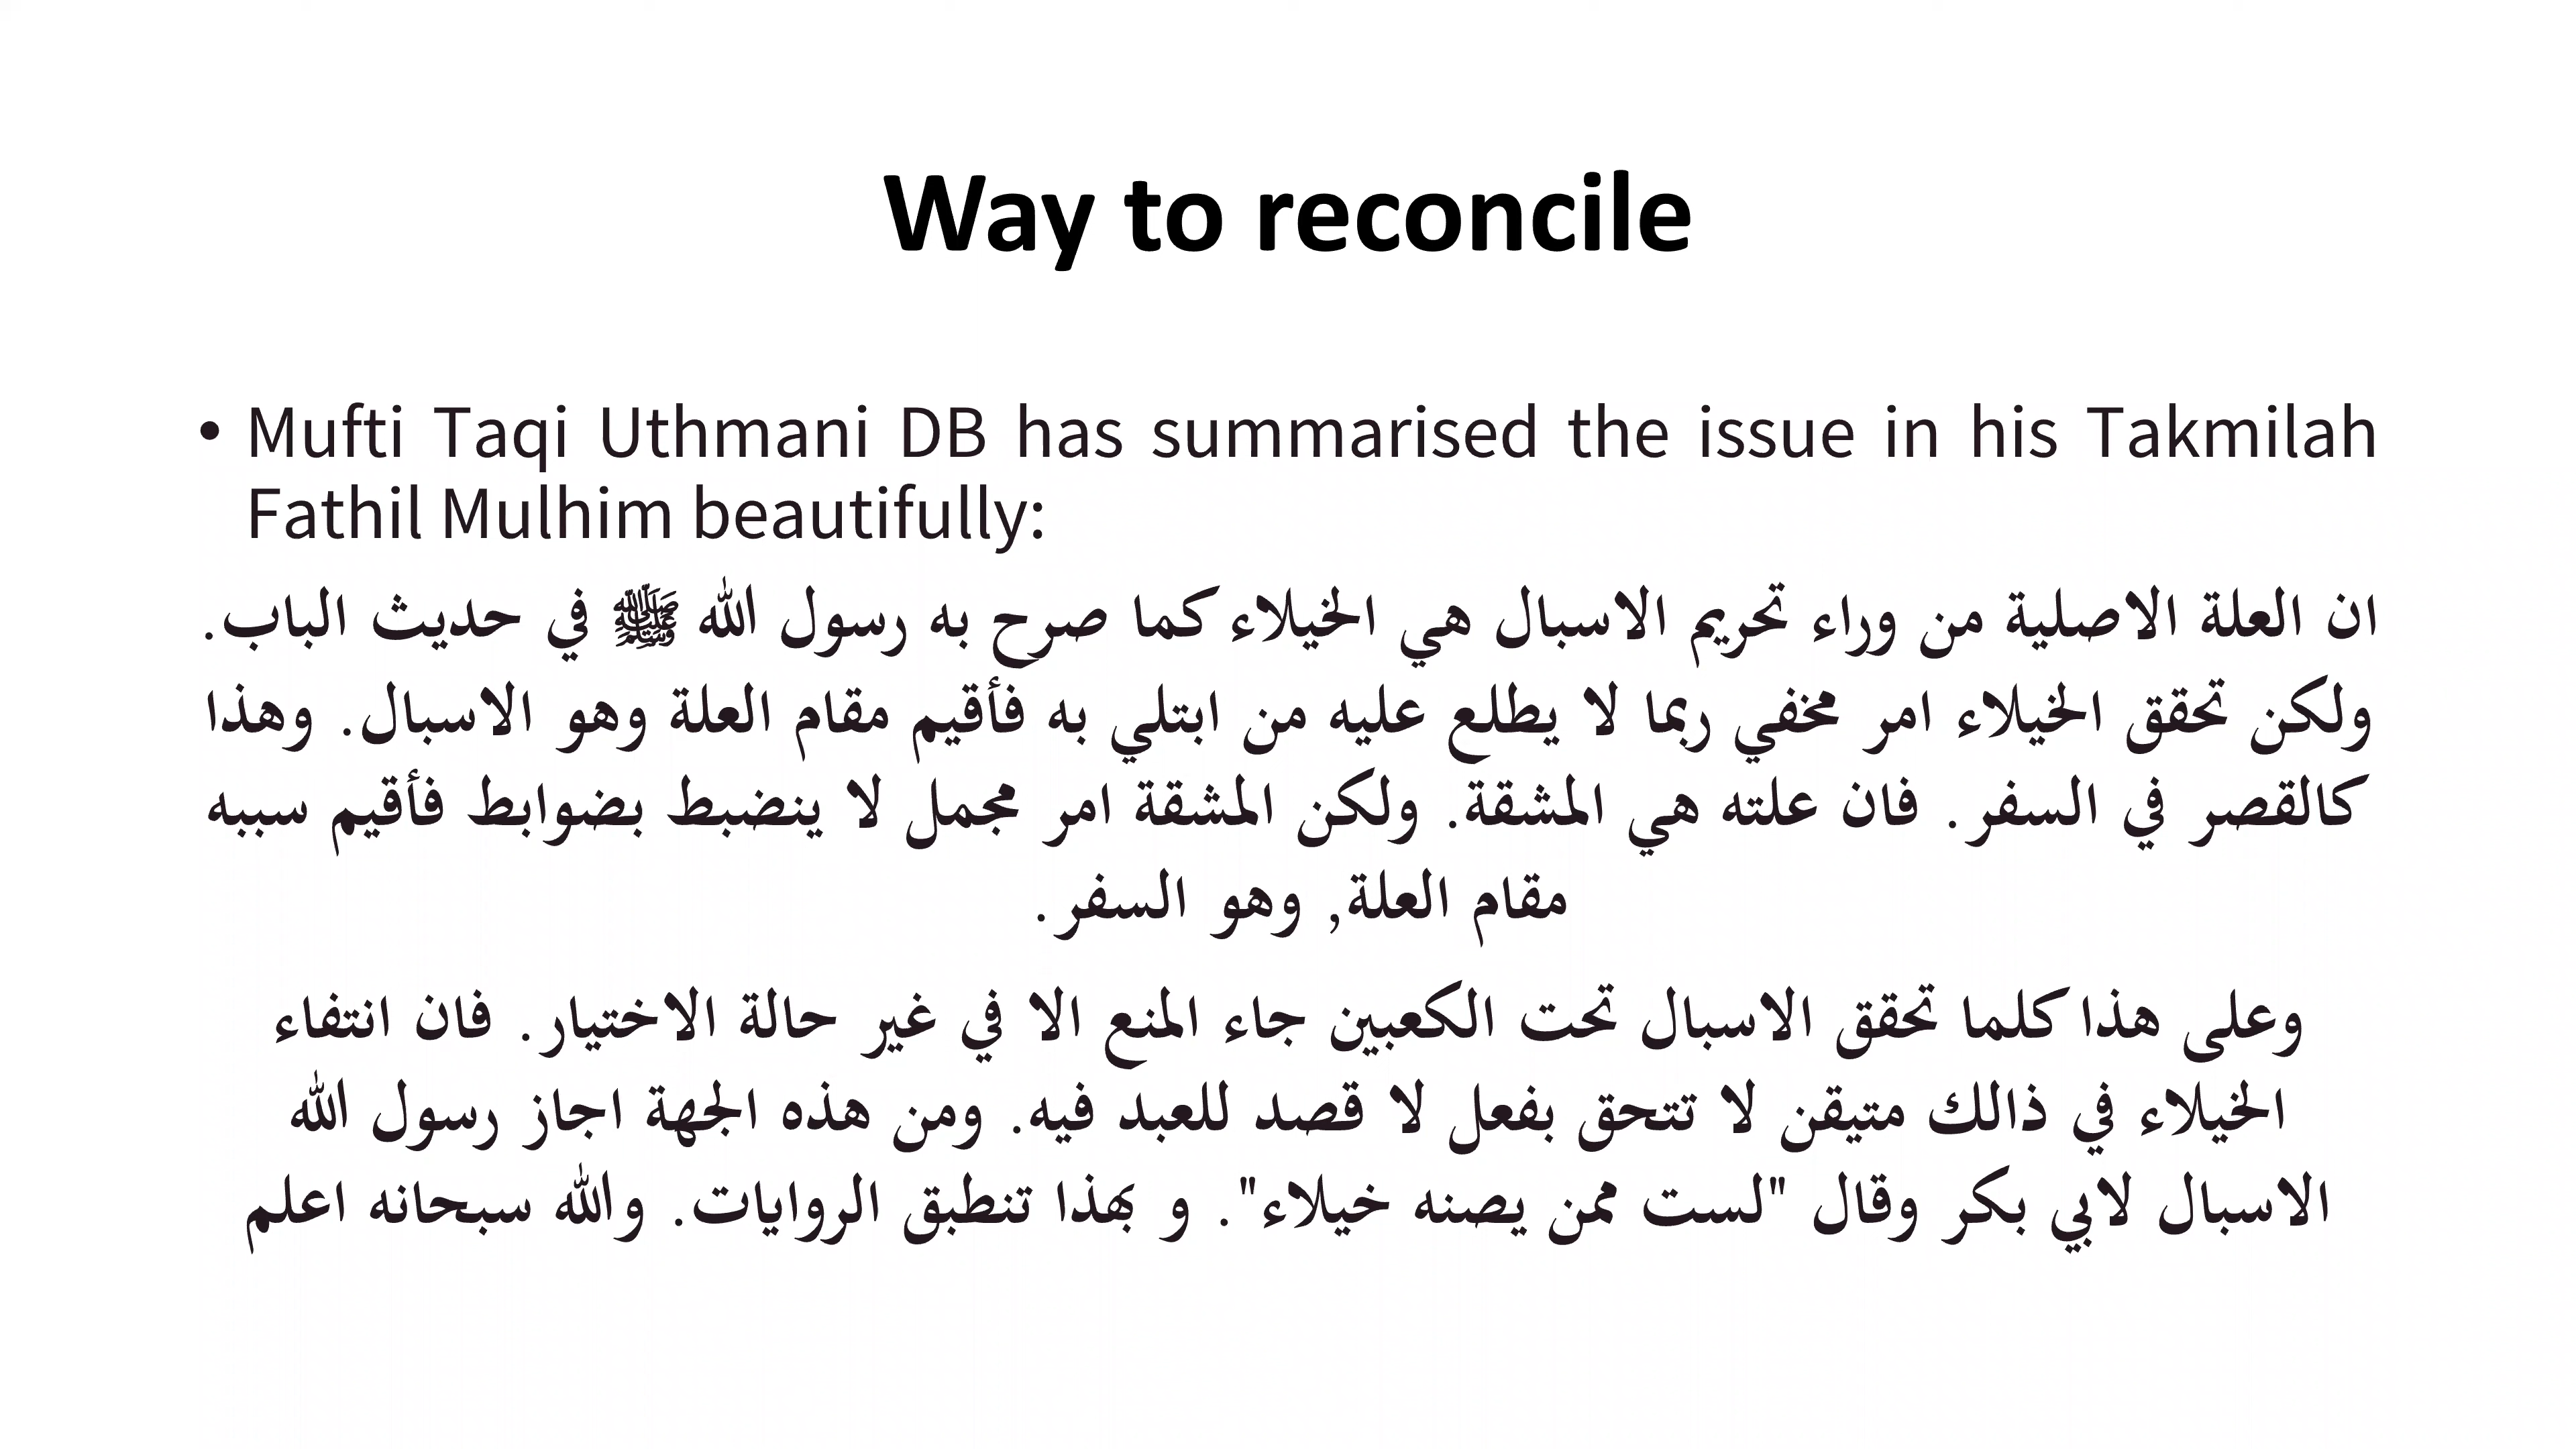 Way to reconcile
• Mufti Taqi Uthmani DB has summarised the issue in his Takmilah
Fathil Mulhim beautifully:
ان العلة الاصلية من وراء تحريم الاسبال هي الخيلاء كما صرح به رسول الله ﷺ في حديث الباب.
ولكن تحقق الخيلاء امر مخفي ربما لا يطلع عليه من ابتلي به فأقيم مقام العلة وهو الاسبال. وهذا
كالقصر في السفر. فان علته هي المشقة. ولكن المشقة امر مجمل لا ينضبط بضوابط فأقيم سببه
مقام العلة, وهو السفر.
وعلى هذا كلما تحقق الاسبال تحت الكعبين جاء المنع الا في غير حالة الاختيار. فان انتفاء
الخيلاء في ذالك متيقن لا تتحق بفعل لا قصد للعبد فيه. ومن هذه الجهة اجاز رسول الله
الاسبال لابي بكر وقال "لست ممن يصنه خيلاء". و بهذا تنطبق الروايات. والله سبحانه اعلم